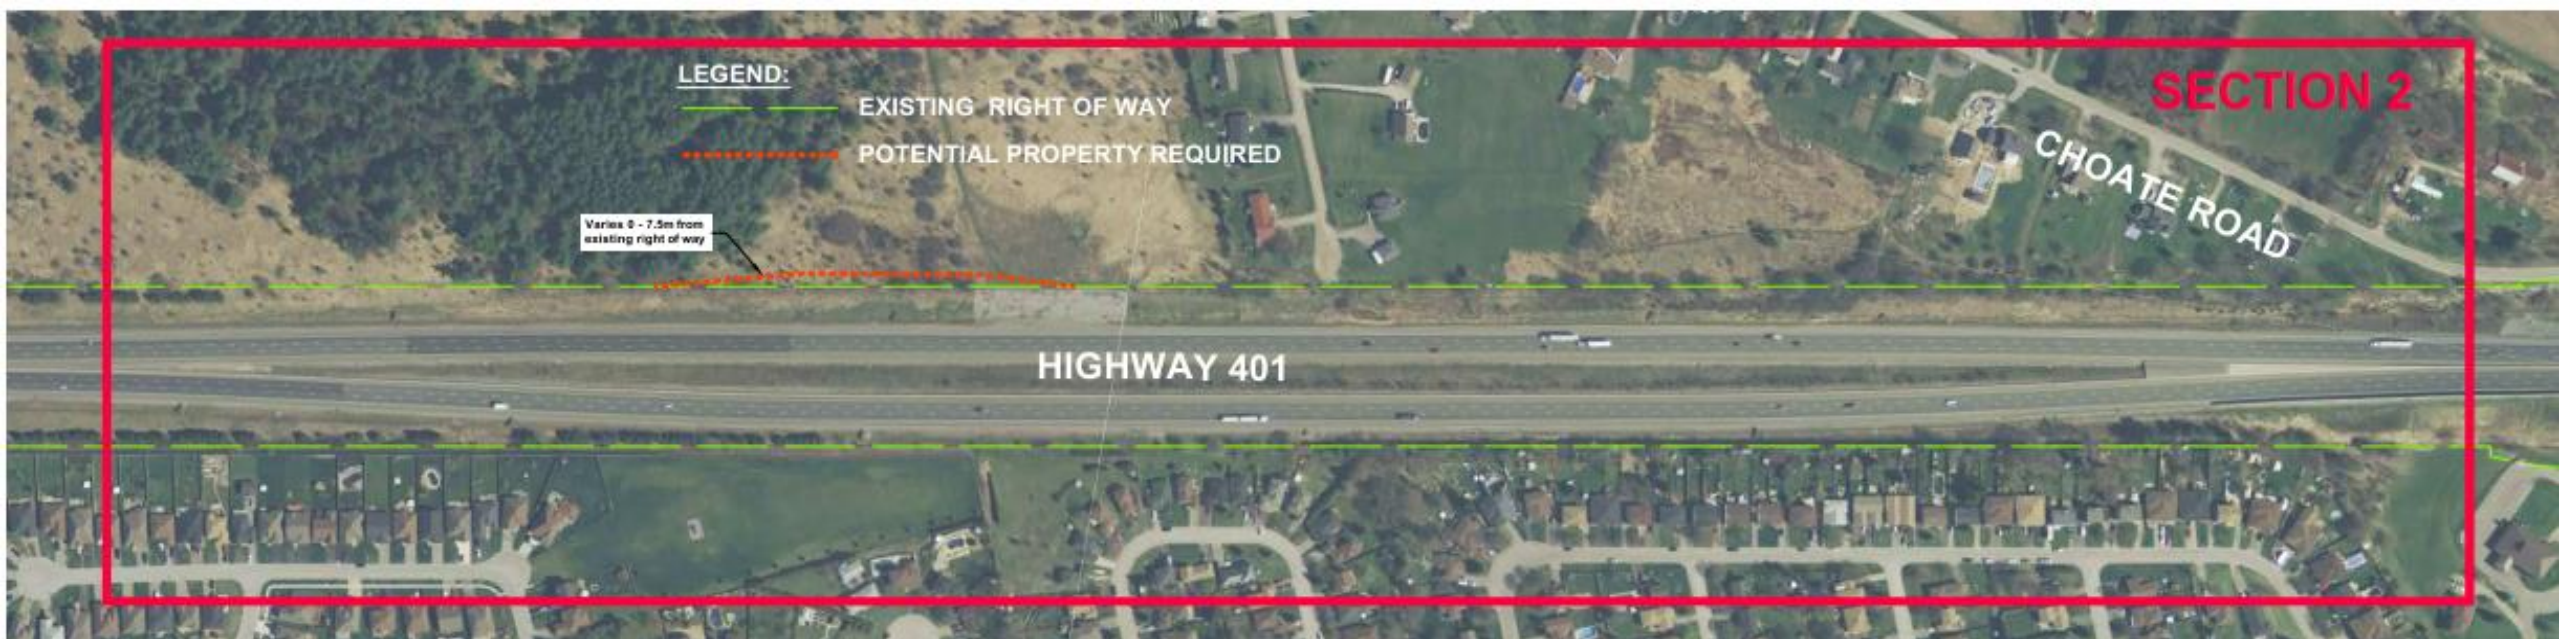 LEGEND:
EXISTING RIGHT OF WAY
POTENTIAL PROPERTY REQUIRED
SECTION 2
CHOATE ROAD
Varies 0 - 7.5m from
existing right of way
HIGHWAY 401